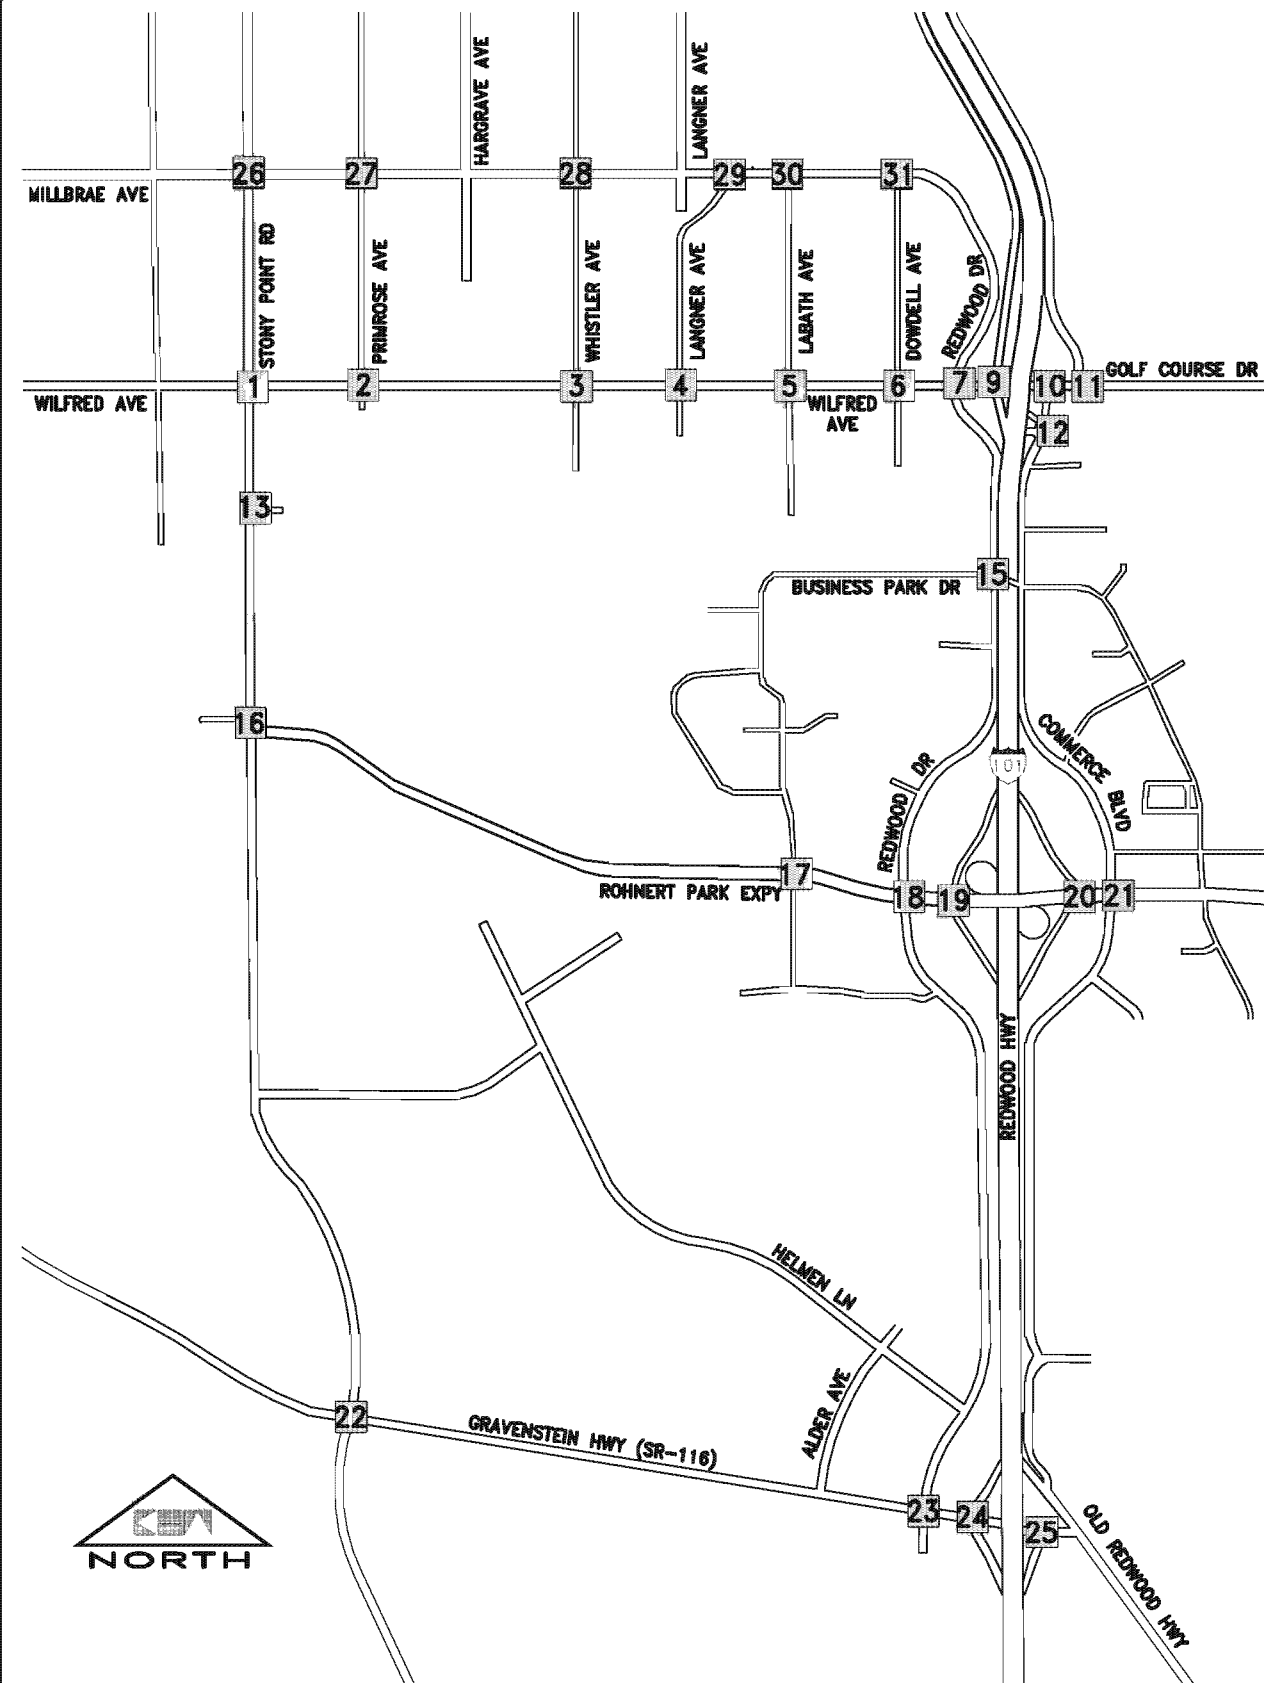 HARGRAVE AVE
LANGNER AVE
26
27
28
29
30
31
MILLBRAE AVE
STONY POINT RD
PRIMROSE AVE
WHISTLER AVE
LANGNER AVE
LABATH AVE
DOWDELL AVE
REDWOOD DR
1
2
3
4
5
6
7
9
10
11
GOLF COURSE DR
WILFRED AVE
WILFRED
AVE
12
13
15
BUSINESS PARK DR
16
COMMERCE BLVD
101
REDWOOD DR
17
ROHNERT PARK EXPY
18
19
20
21
REDWOOD HWY
HELMEN LN
ALDER AVE
22
GRAVENSTEIN HWY (SR-116)
23
24
25
OLD REDWOOD HWY
NORTH